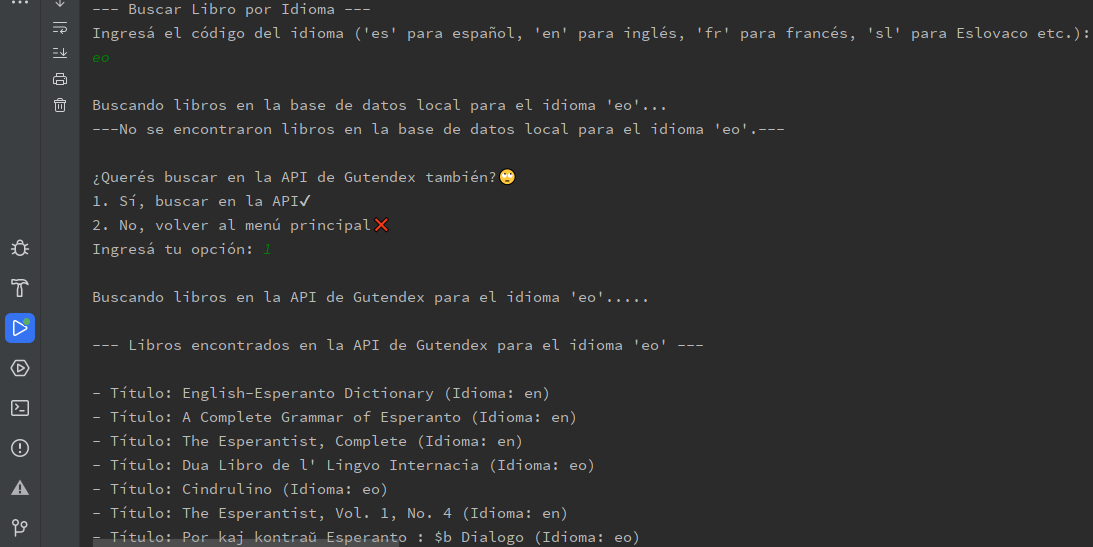 --- Buscar Libro por Idioma ---
Ingresá el código del idioma ('es' para español, 'en' para inglés, 'fr' para francés, 'sl' para Eslovaco etc.):
eo
Buscando libros en la base de datos local para el idioma 'eo'...
---No se encontraron libros en la base de datos local para el idioma 'eo'.---
¿Querés buscar en la API de Gutendex también?🙄
1. Sí, buscar en la API✔
2. No, volver al menú principal❌
Ingresá tu opción: 1
Buscando libros en la API de Gutendex para el idioma 'eo'.....
--- Libros encontrados en la API de Gutendex para el idioma 'eo' ---
- Título: English-Esperanto Dictionary (Idioma: en)
- Título: A Complete Grammar of Esperanto (Idioma: en)
- Título: The Esperantist, Complete (Idioma: en)
- Título: Dua Libro de l' Lingvo Internacia (Idioma: eo)
- Título: Cindrulino (Idioma: eo)
- Título: The Esperantist, Vol. 1, No. 4 (Idioma: en)
- Título: Por kaj kontraŭ Esperanto : $b Dialogo (Idioma: eo)